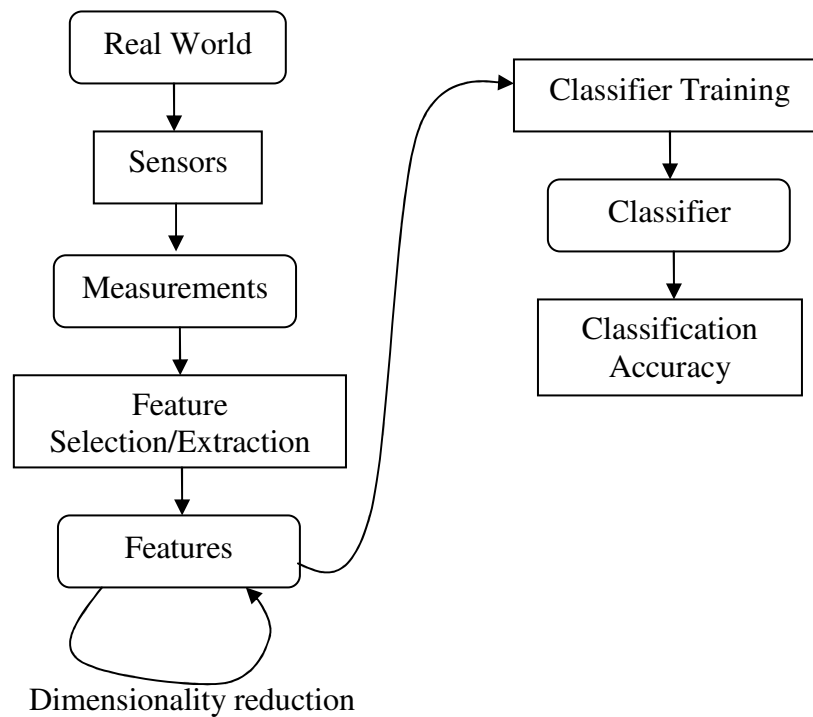 Real World
Sensors
Measurements
Feature
Selection/Extraction
Features
Dimensionality reduction
Classifier Training
Classifier
Classification
Accuracy